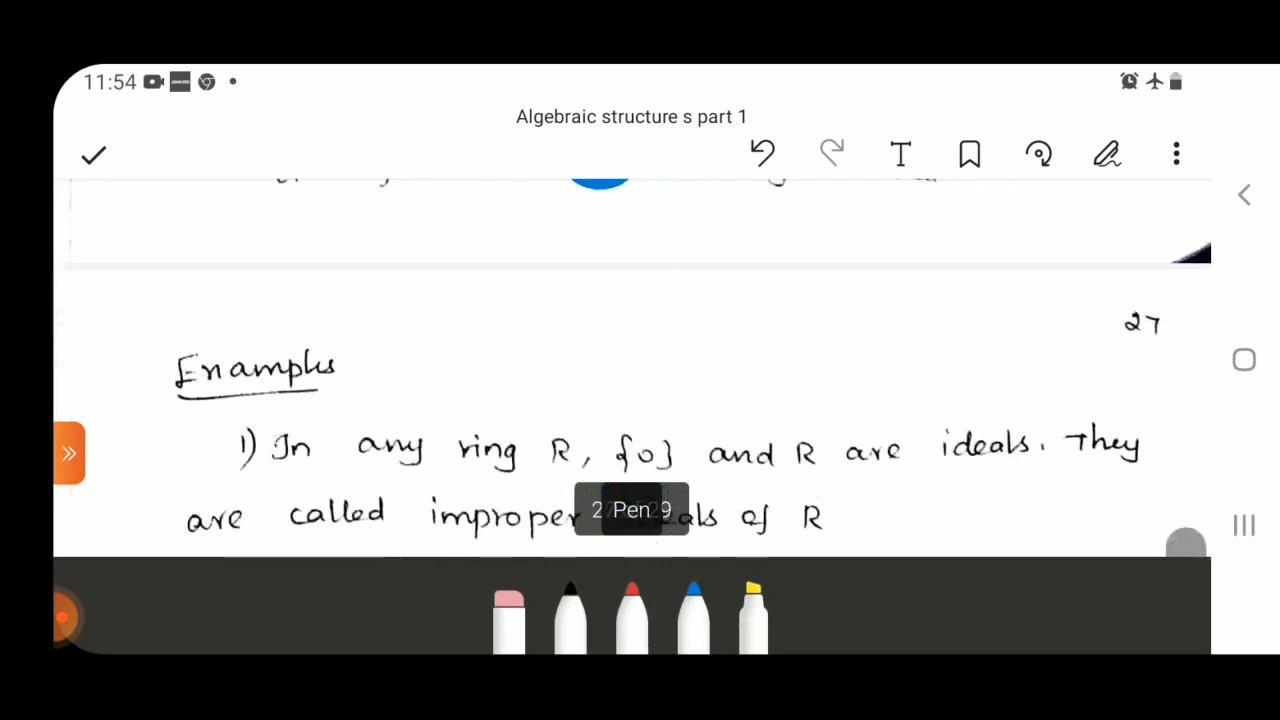 11:54
Algebraic structure s part 1
T
27
Examples
1) In any ring R, {0} and R are ideals. They
are called improper ideals of R
Pen